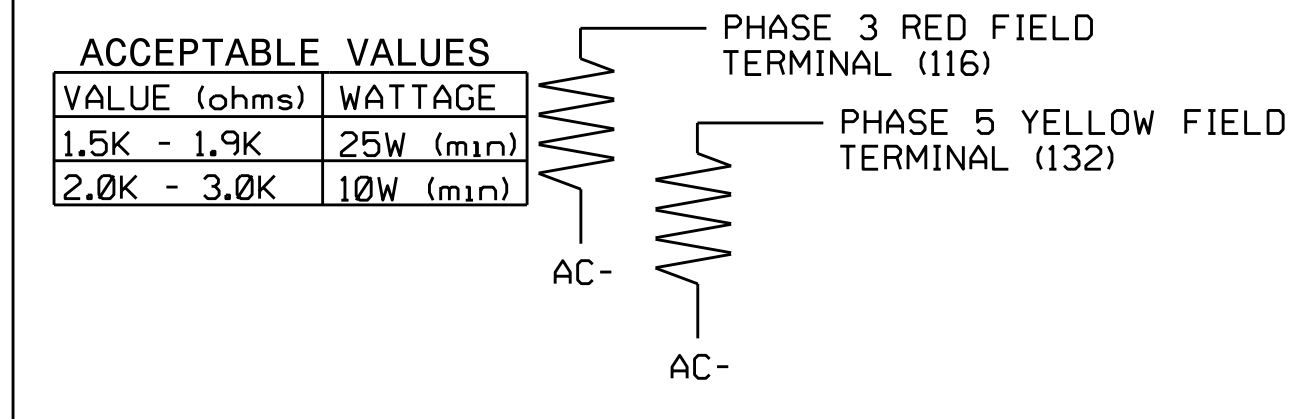 ACCEPTABLE VALUES
VALUE (ohms) WATTAGE
1.5K - 1.9K 25W (min)
2.0K - 3.0K 10W (min)
PHASE 3 RED FIELD
TERMINAL (116)
AC-
PHASE 5 YELLOW FIELD
TERMINAL (132)
AC-